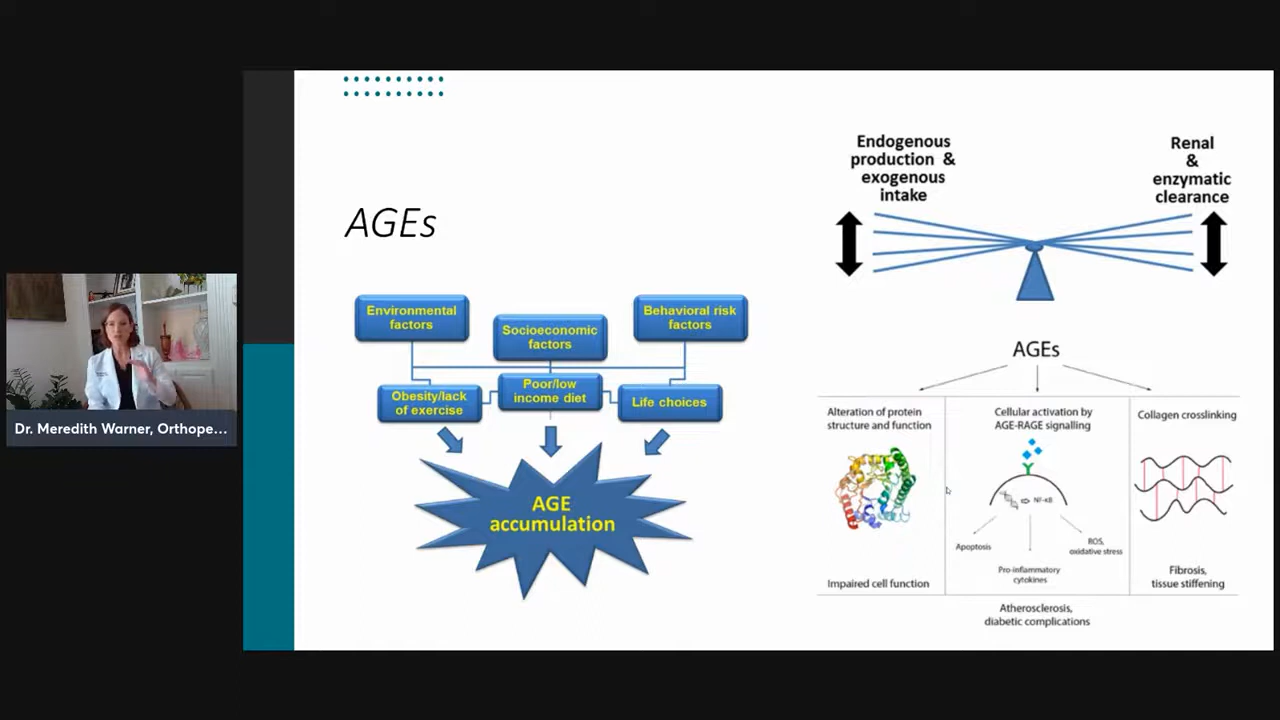 AGEs
Environmental
factors
Socioeconomic
factors
Behavioral risk
factors
Obesity/lack
of exercise
Poor/low
income diet
Life choices
AGE
accumulation
Endogenous
production &
exogenous
intake
Renal
&
enzymatic
clearance
AGEs
Alteration of protein
structure and function
Impaired cell function
Cellular activation by
AGE-RAGE signalling
NF-κB
Apoptosis
Pro-inflammatory
cytokines
ROS,
oxidative stress
Collagen crosslinking
Fibrosis,
tissue stiffening
Atherosclerosis,
diabetic complications
Dr. Meredith Warner, Orthope...